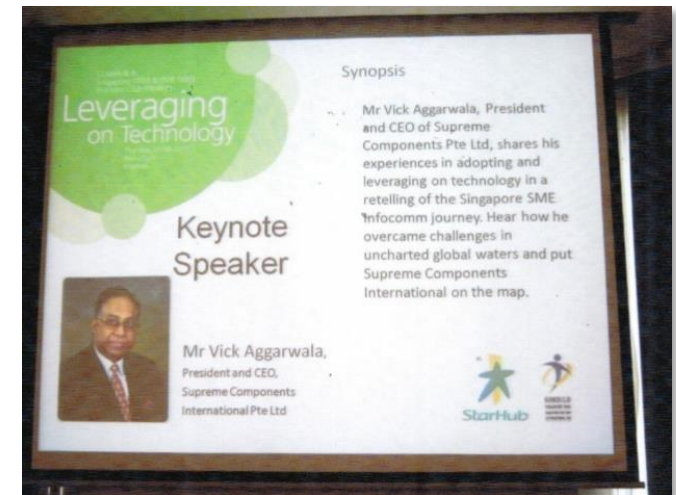 Leveraging
on Technology
Keynote
Speaker
Mr Vick Aggarwala,
President and CEO,
Supreme Components
International Pte Ltd
Synopsis
Mr Vick Aggarwala, President
and CEO of Supreme
Components Pte Ltd, shares his
experiences in adopting and
leveraging on technology in a
retelling of the Singapore SME
Infocomm journey. Hear how he
overcame challenges in
uncharted global waters and put
Supreme Components
International on the map.
StarHub